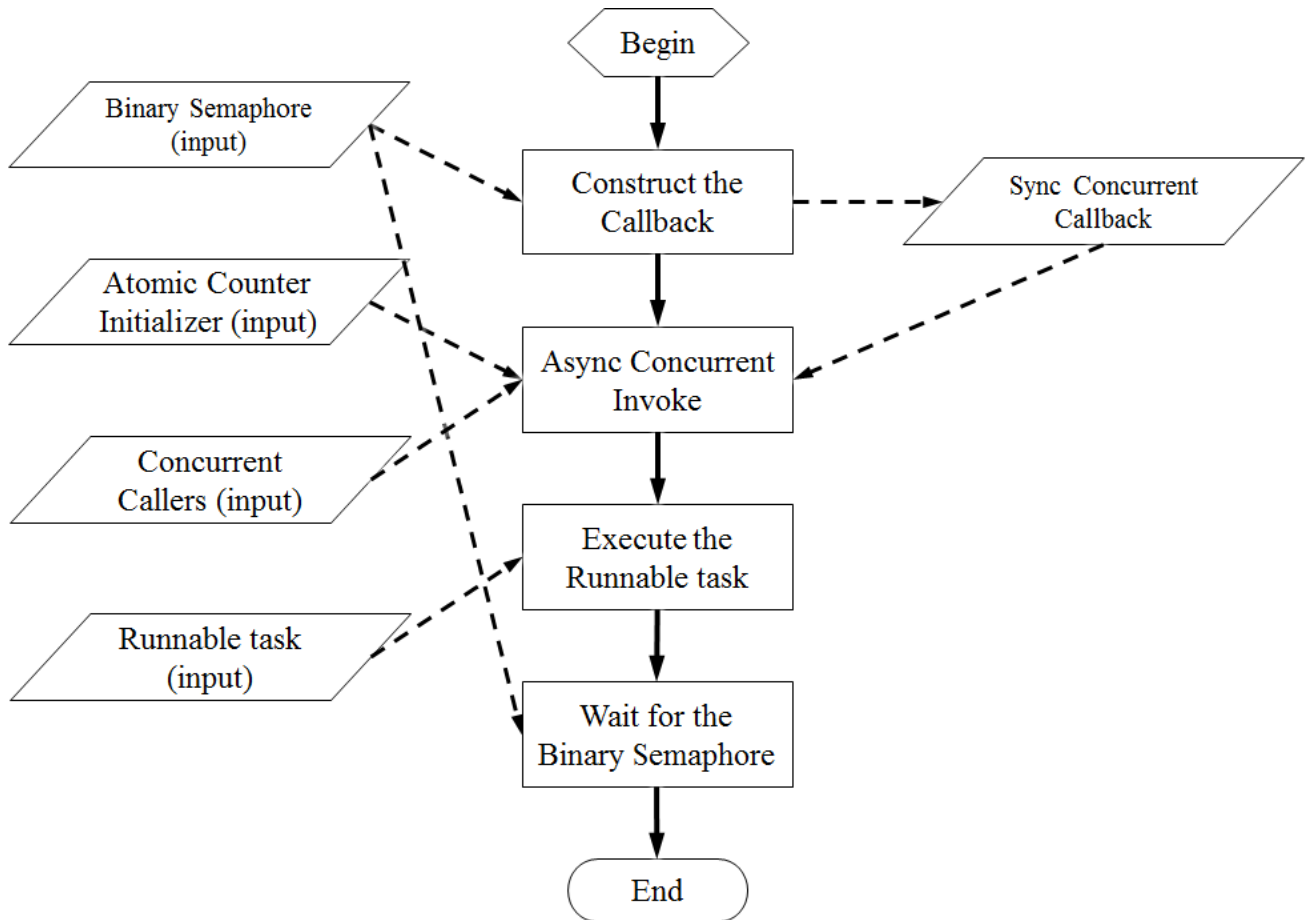 Begin
Binary Semaphore
(input)
Construct the
Callback
Sync Concurrent
Callback
Atomic Counter
Initializer (input)
Async Concurrent
Invoke
Concurrent
Callers (input)
Execute the
Runnable task
Runnable task
(input)
Wait for the
Binary Semaphore
End